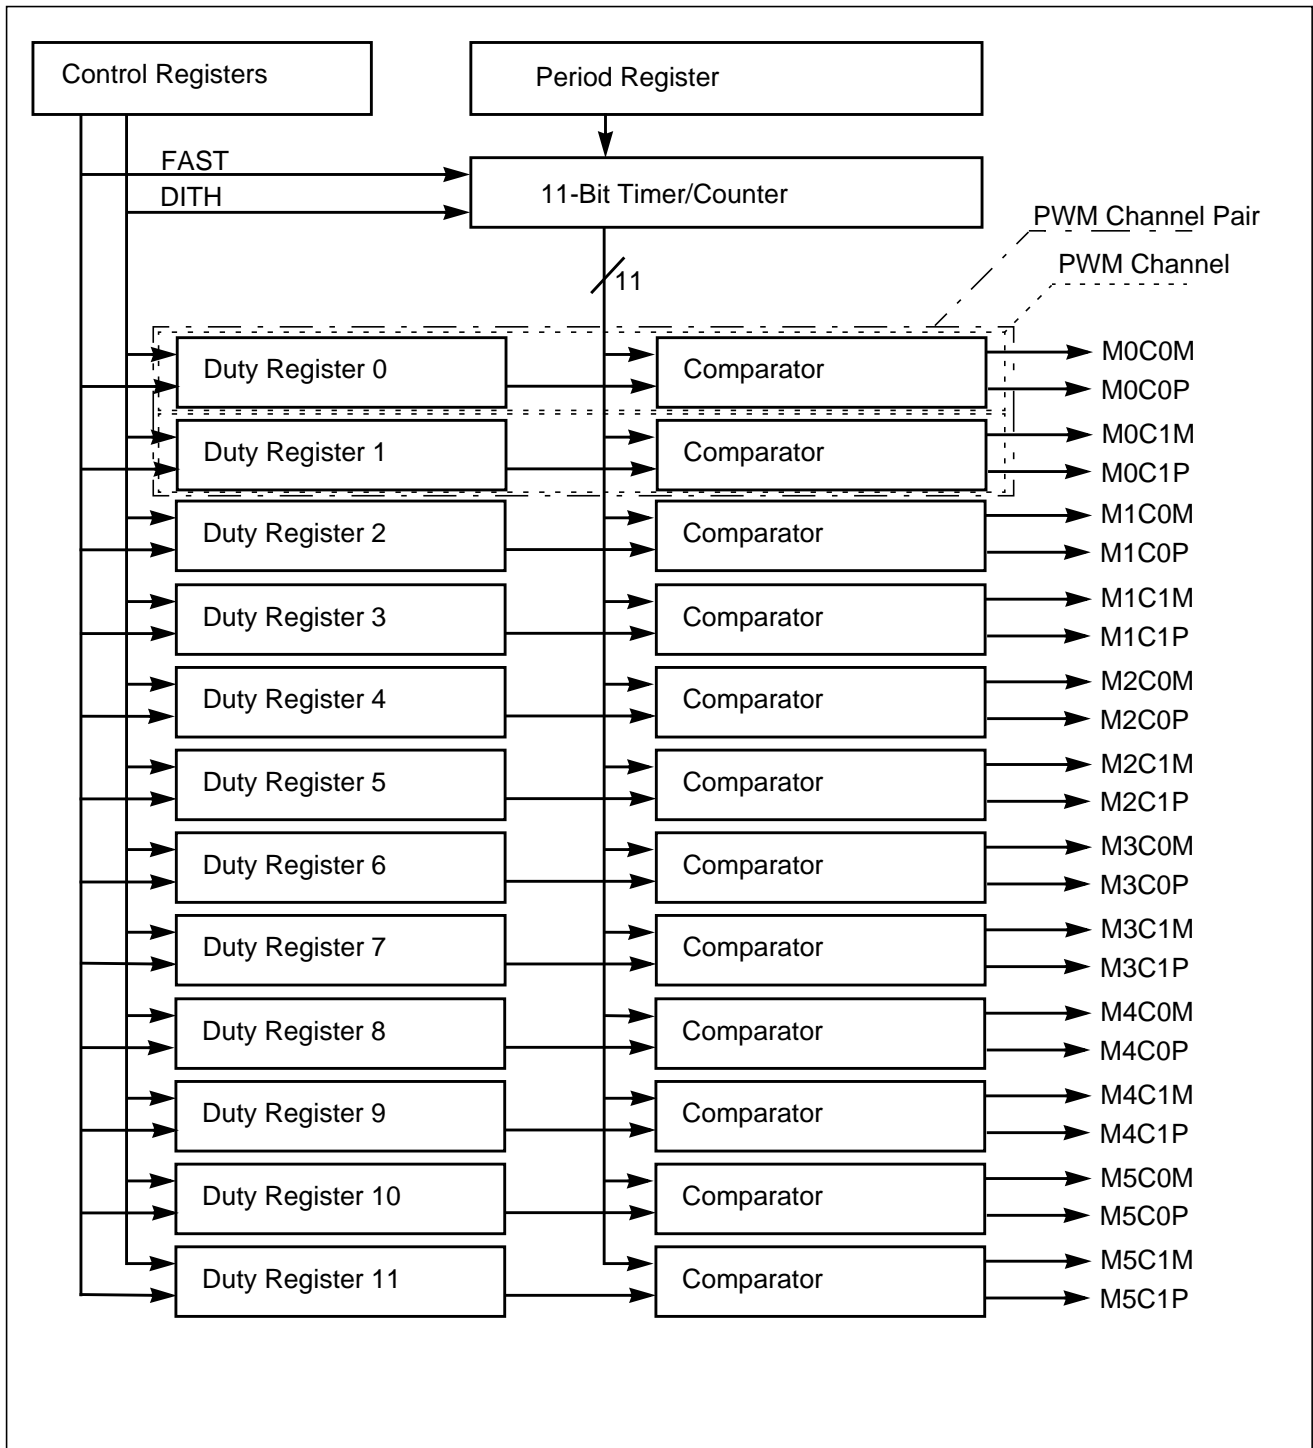 Control Registers
Period Register
FAST
DITH
11-Bit Timer/Counter
PWM Channel Pair
PWM Channel
11
Duty Register 0
Comparator
M0C0M
M0C0P
Duty Register 1
Comparator
M0C1M
M0C1P
Duty Register 2
Comparator
M1C0M
M1C0P
Duty Register 3
Comparator
M1C1M
M1C1P
Duty Register 4
Comparator
M2C0M
M2C0P
Duty Register 5
Comparator
M2C1M
M2C1P
Duty Register 6
Comparator
M3C0M
M3C0P
Duty Register 7
Comparator
M3C1M
M3C1P
Duty Register 8
Comparator
M4C0M
M4C0P
Duty Register 9
Comparator
M4C1M
M4C1P
Duty Register 10
Comparator
M5C0M
M5C0P
Duty Register 11
Comparator
M5C1M
M5C1P